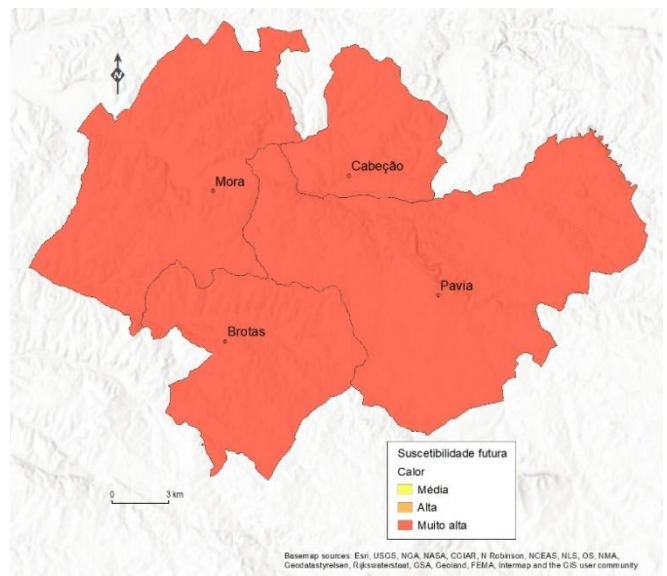 N
Cabeção
Mora
Pavia
Brotas
Suscetibilidade futura
Calor
Média
Alta
Muito alta
0 3 km
Basemap sources: Esri, USGS, NGA, NASA, CGIAR, N Robinson, NCEAS, NLS, OS, NMA,
Geodatastyrelsen, Rijkswaterstaat, GSA, Geoland, FEMA, Intermap and the GIS user community